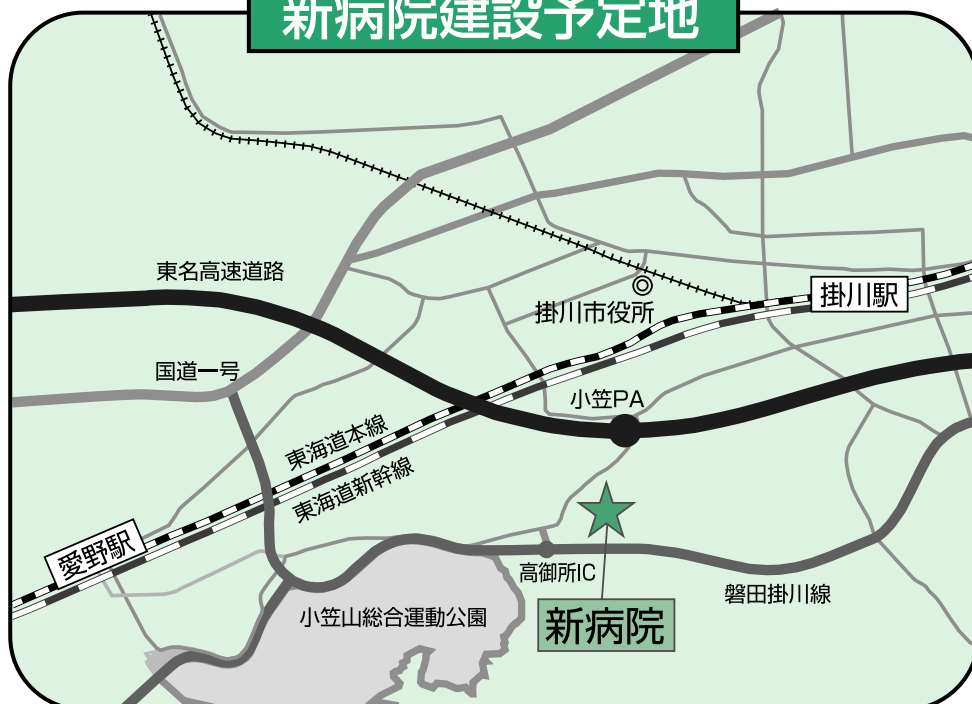 新病院建設予定地
東名高速道路
掛川駅
掛川市役所
国道一号
小笠PA
東海道本線
東海道新幹線
愛野駅
高御所IC
磐田掛川線
小笠山総合運動公園
新病院